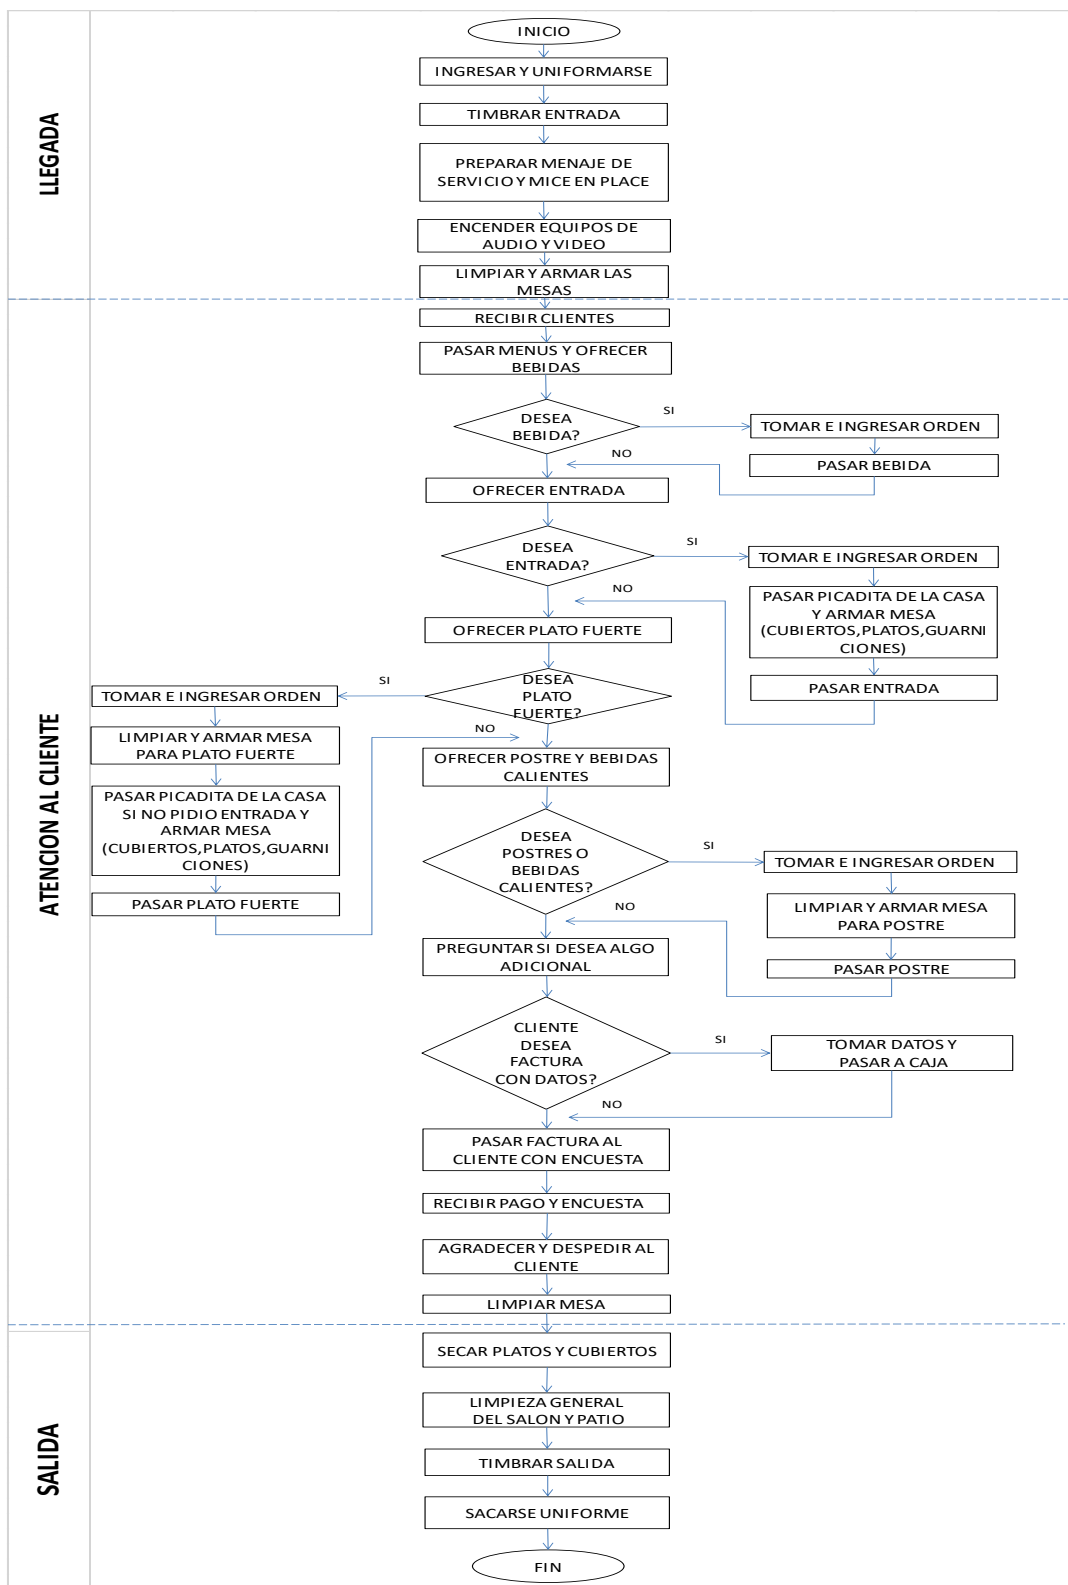 LLEGADA
INICIO
INGRESAR Y UNIFORMARSE
TIMBRAR ENTRADA
PREPARAR MENAJE DE
SERVICIO Y MICE EN PLACE
ENCENDER EQUIPOS DE
AUDIO Y VIDEO
LIMPIAR Y ARMAR LAS
MESAS
ATENCION AL CLIENTE
RECIBIR CLIENTES
PASAR MENUS Y OFRECER
BEBIDAS
DESEA
BEBIDA?
SI
TOMAR E INGRESAR ORDEN
PASAR BEBIDA
NO
OFRECER ENTRADA
DESEA
ENTRADA?
SI
TOMAR E INGRESAR ORDEN
PASAR PICADITA DE LA CASA
Y ARMAR MESA
(CUBIERTOS,PLATOS,GUARNI
CIONES)
PASAR ENTRADA
NO
OFRECER PLATO FUERTE
DESEA
PLATO
FUERTE?
SI
TOMAR E INGRESAR ORDEN
LIMPIAR Y ARMAR MESA
PARA PLATO FUERTE
PASAR PICADITA DE LA CASA
SI NO PIDIO ENTRADA Y
ARMAR MESA
(CUBIERTOS,PLATOS,GUARNI
CIONES)
PASAR PLATO FUERTE
NO
OFRECER POSTRE Y BEBIDAS
CALIENTES
DESEA
POSTRES O
BEBIDAS
CALIENTES?
SI
TOMAR E INGRESAR ORDEN
LIMPIAR Y ARMAR MESA
PARA POSTRE
PASAR POSTRE
NO
PREGUNTAR SI DESEA ALGO
ADICIONAL
CLIENTE
DESEA
FACTURA
CON DATOS?
SI
TOMAR DATOS Y
PASAR A CAJA
NO
PASAR FACTURA AL
CLIENTE CON ENCUESTA
RECIBIR PAGO Y ENCUESTA
AGRADECER Y DESPEDIR AL
CLIENTE
LIMPIAR MESA
SALIDA
SECAR PLATOS Y CUBIERTOS
LIMPIEZA GENERAL
DEL SALON Y PATIO
TIMBRAR SALIDA
SACARSE UNIFORME
FIN